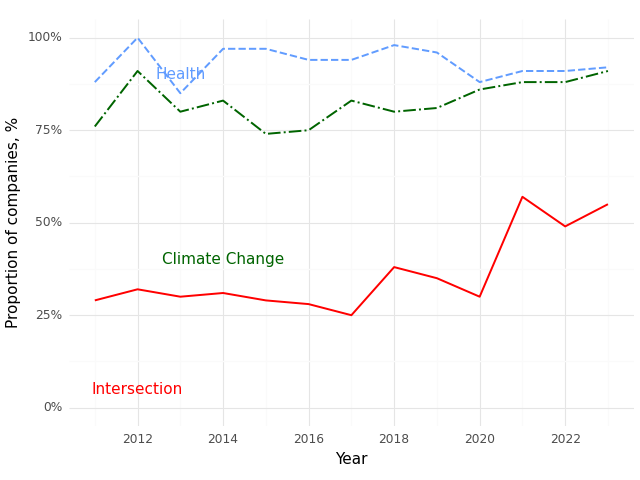 100%
Health
75%
Proportion of companies, %
50%
Climate Change
25%
Intersection
0%
2012 2014 2016 2018 2020 2022
Year